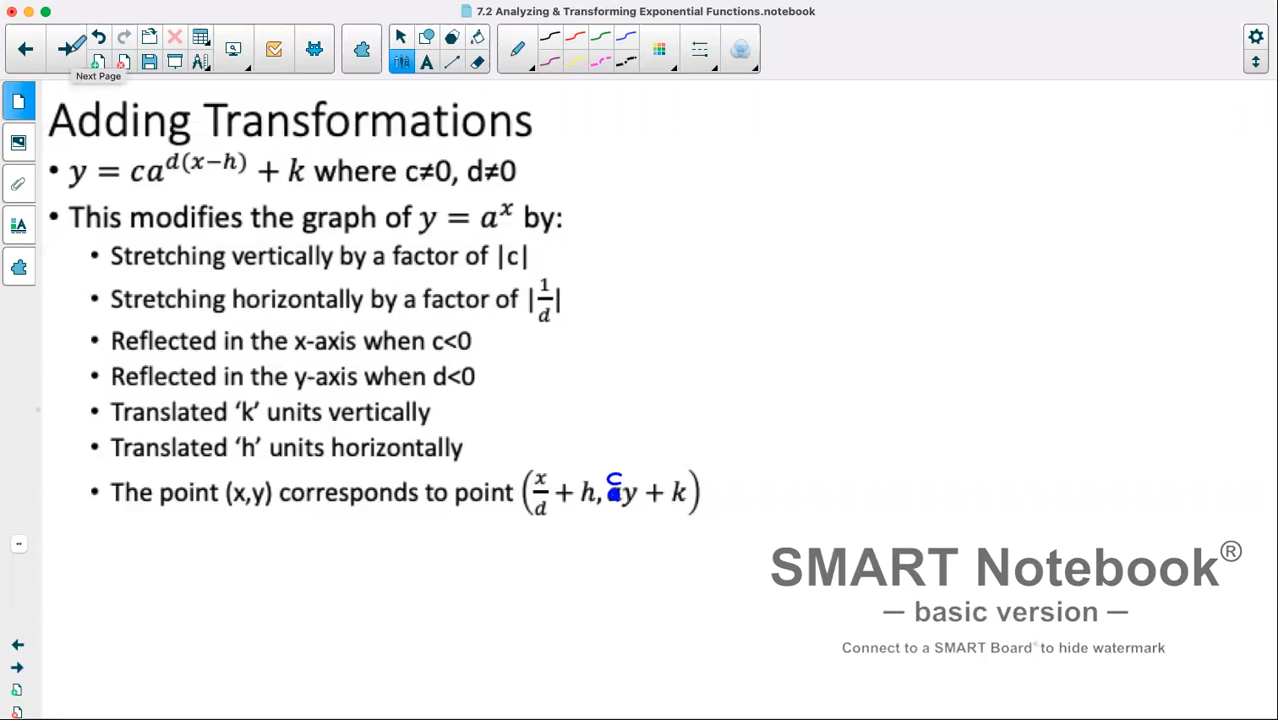 7.2 Analyzing & Transforming Exponential Functions.notebook
Next Page
Adding Transformations
• y = ca^{d(x−h)} + k where c≠0, d≠0
• This modifies the graph of y = a^x by:
• Stretching vertically by a factor of |c|
• Stretching horizontally by a factor of |1/d|
• Reflected in the x-axis when c<0
• Reflected in the y-axis when d<0
• Translated ‘k’ units vertically
• Translated ‘h’ units horizontally
• The point (x,y) corresponds to point (x/d + h, cy + k)
SMART Notebook®
— basic version —
Connect to a SMART Board® to hide watermark